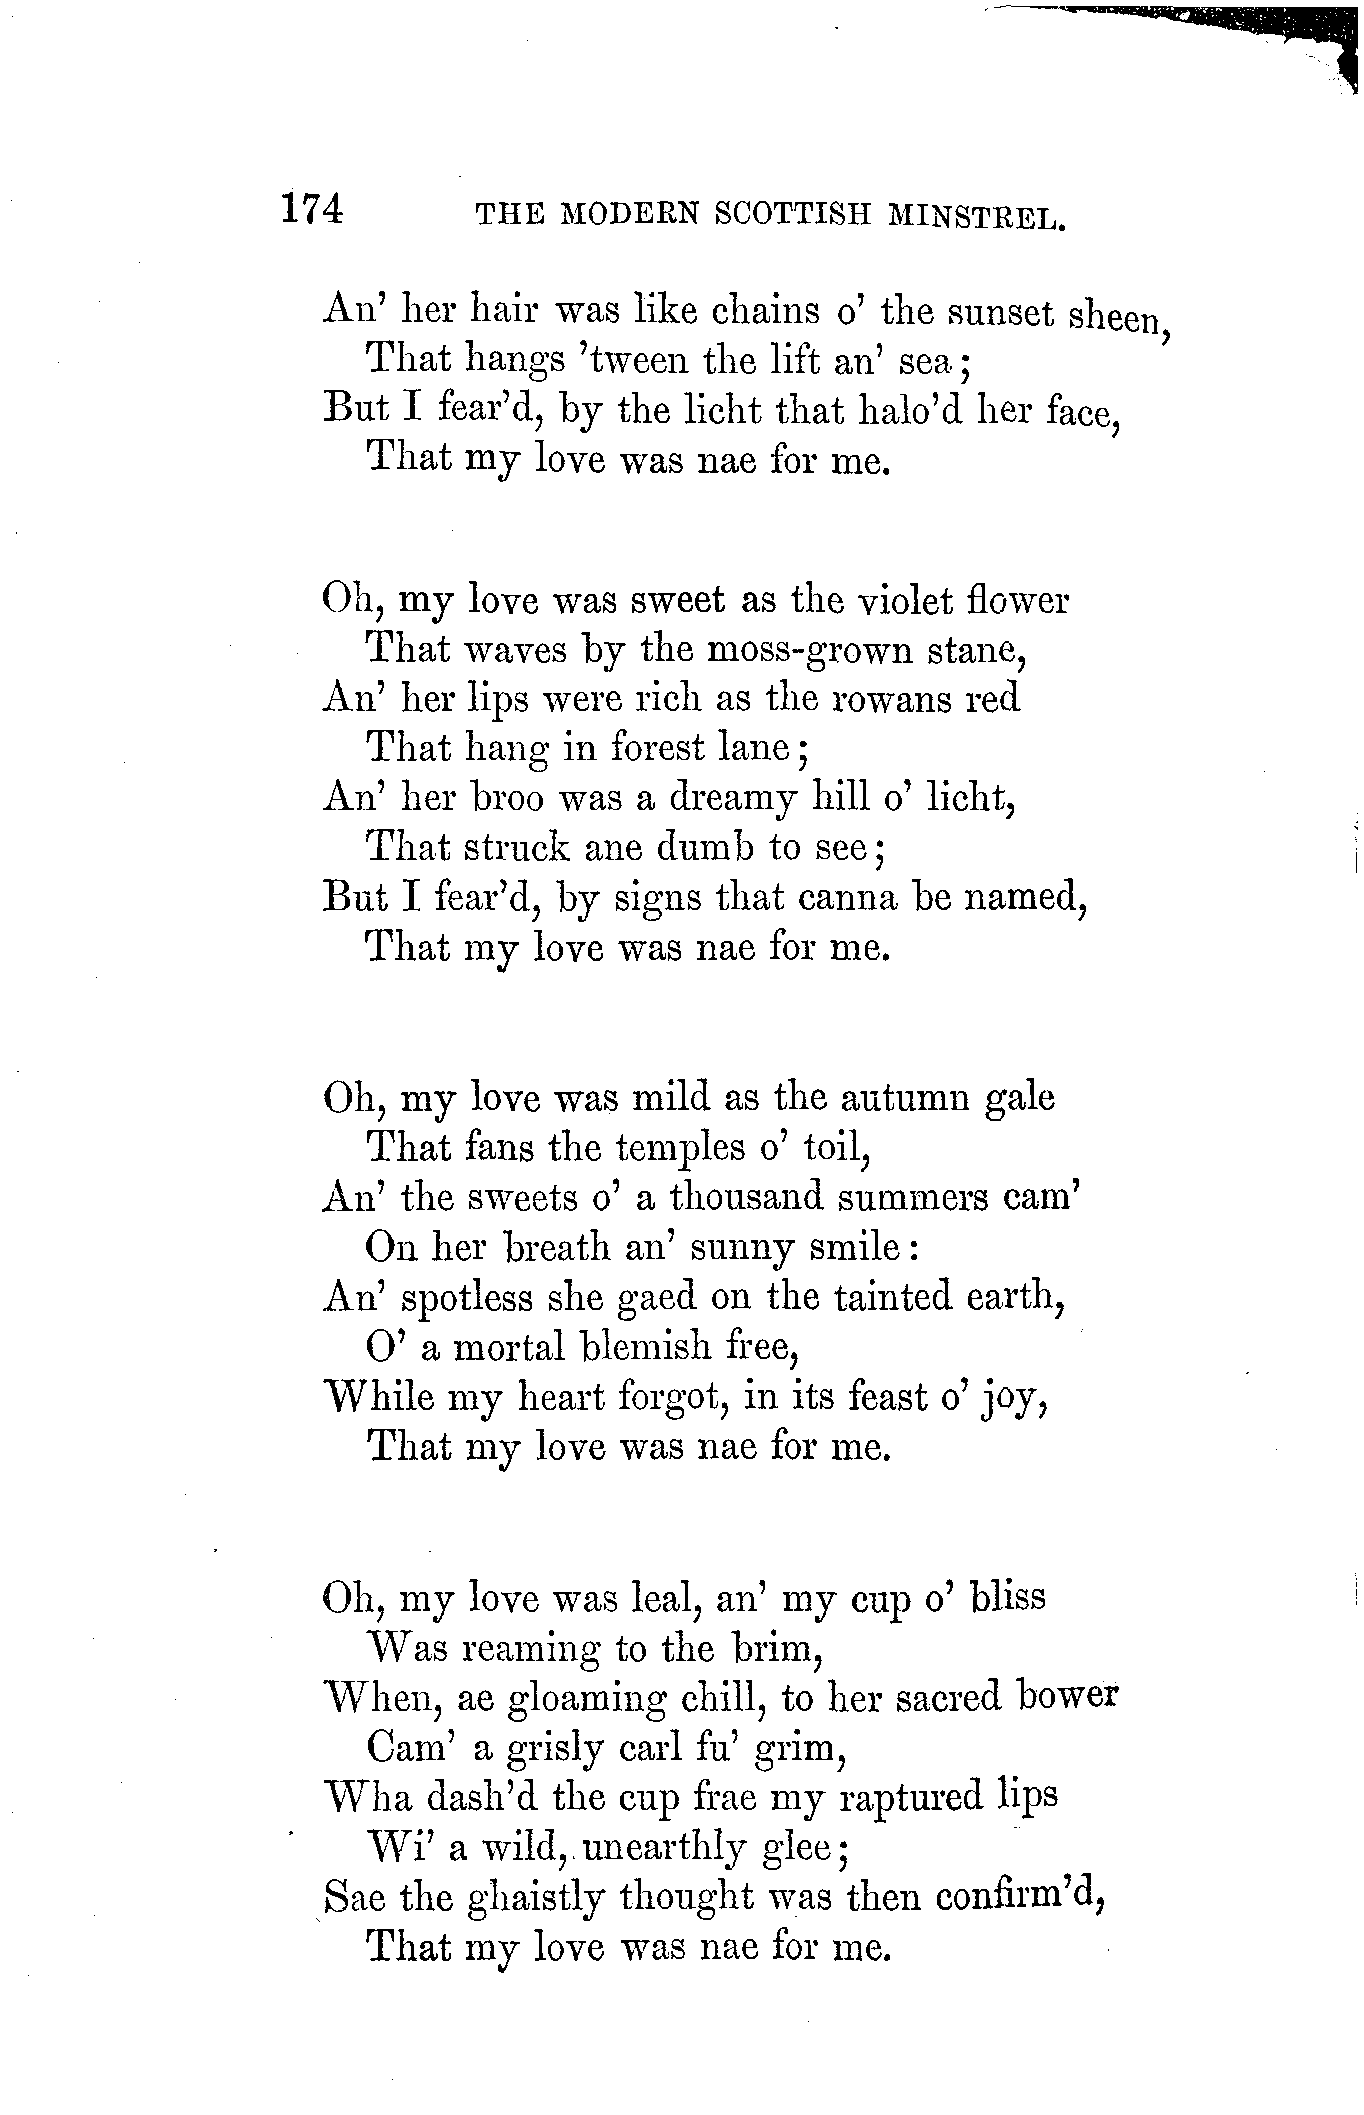 174 THE MODERN SCOTTISH MINSTREL.
An' her hair was like chains o' the sunset sheen,
That hangs 'tween the lift an' sea;
But I fear'd, by the licht that halo'd her face,
That my love was nae for me.
Oh, my love was sweet as the violet flower
That waves by the moss-grown stane,
An' her lips were rich as the rowans red
That hang in forest lane;
An' her broo was a dreamy hill o' licht,
That struck ane dumb to see;
But I fear'd, by signs that canna be named,
That my love was nae for me.
Oh, my love was mild as the autumn gale
That fans the temples o' toil,
An' the sweets o' a thousand summers cam'
On her breath an' sunny smile:
An' spotless she gaed on the tainted earth,
O' a mortal blemish free,
While my heart forgot, in its feast o' joy,
That my love was nae for me.
Oh, my love was leal, an' my cup o' bliss
Was reaming to the brim,
When, ae gloaming chill, to her sacred bower
Cam' a grisly carl fu' grim,
Wha dash'd the cup frae my raptured lips
Wi' a wild, unearthly glee;
Sae the ghaistly thought was then confirm'd,
That my love was nae for me.